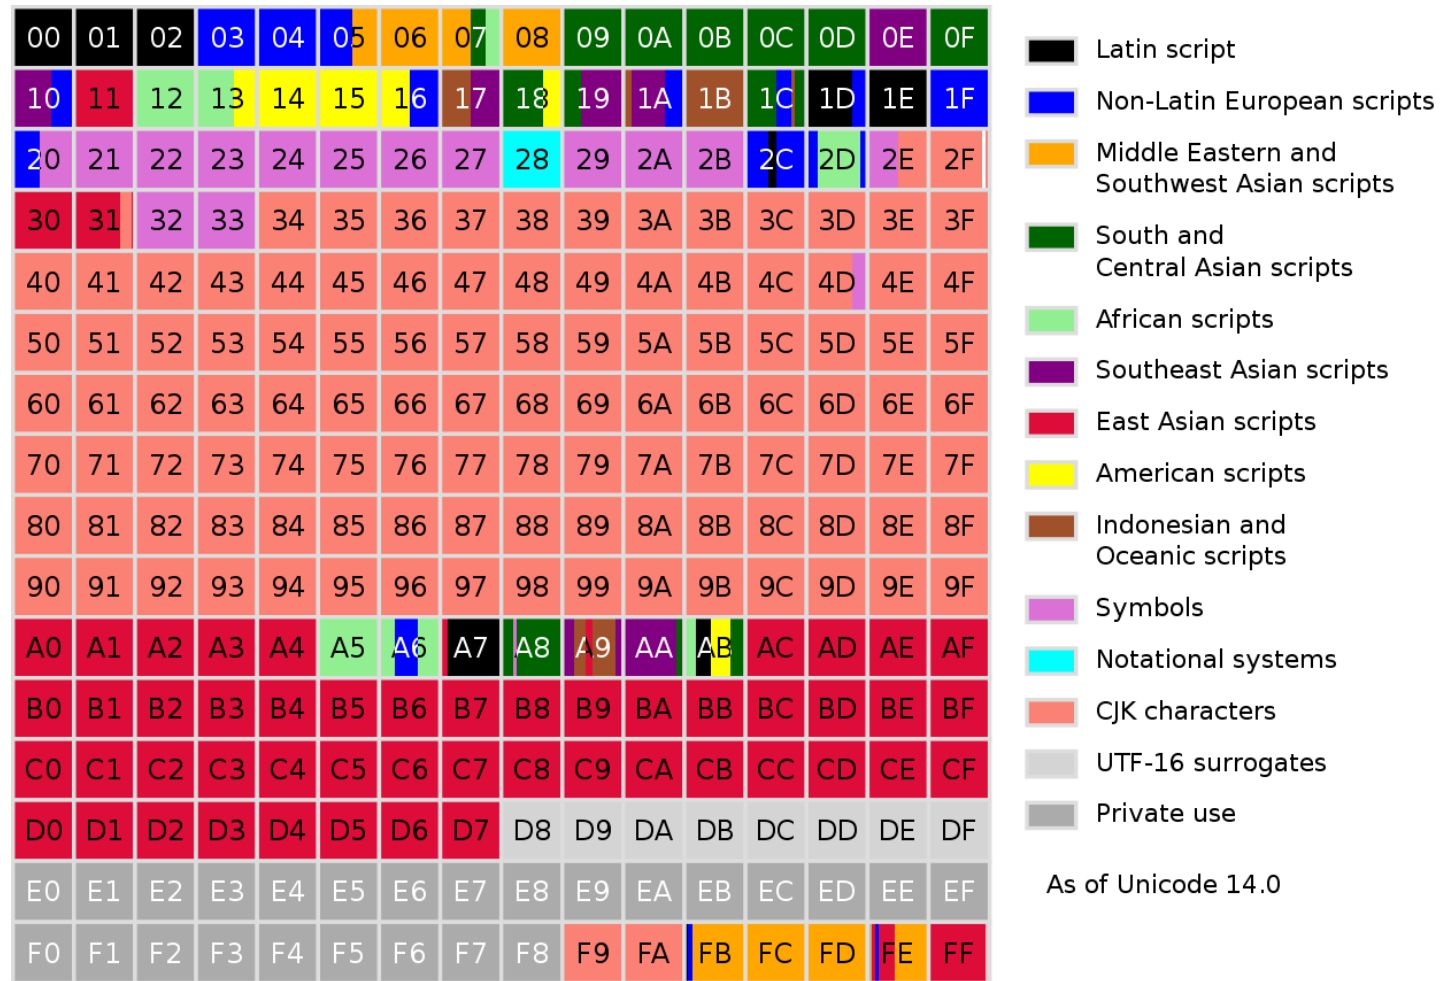 00 01 02 03 04 05 06 07 08 09 0A 0B 0C 0D 0E 0F
10 11 12 13 14 15 16 17 18 19 1A 1B 1C 1D 1E 1F
20 21 22 23 24 25 26 27 28 29 2A 2B 2C 2D 2E 2F
30 31 32 33 34 35 36 37 38 39 3A 3B 3C 3D 3E 3F
40 41 42 43 44 45 46 47 48 49 4A 4B 4C 4D 4E 4F
50 51 52 53 54 55 56 57 58 59 5A 5B 5C 5D 5E 5F
60 61 62 63 64 65 66 67 68 69 6A 6B 6C 6D 6E 6F
70 71 72 73 74 75 76 77 78 79 7A 7B 7C 7D 7E 7F
80 81 82 83 84 85 86 87 88 89 8A 8B 8C 8D 8E 8F
90 91 92 93 94 95 96 97 98 99 9A 9B 9C 9D 9E 9F
A0 A1 A2 A3 A4 A5 A6 A7 A8 A9 AA AB AC AD AE AF
B0 B1 B2 B3 B4 B5 B6 B7 B8 B9 BA BB BC BD BE BF
C0 C1 C2 C3 C4 C5 C6 C7 C8 C9 CA CB CC CD CE CF
D0 D1 D2 D3 D4 D5 D6 D7 D8 D9 DA DB DC DD DE DF
E0 E1 E2 E3 E4 E5 E6 E7 E8 E9 EA EB EC ED EE EF
F0 F1 F2 F3 F4 F5 F6 F7 F8 F9 FA FB FC FD FE FF
Latin script
Non-Latin European scripts
Middle Eastern and
Southwest Asian scripts
South and
Central Asian scripts
African scripts
Southeast Asian scripts
East Asian scripts
American scripts
Indonesian and
Oceanic scripts
Symbols
Notational systems
CJK characters
UTF-16 surrogates
Private use
As of Unicode 14.0